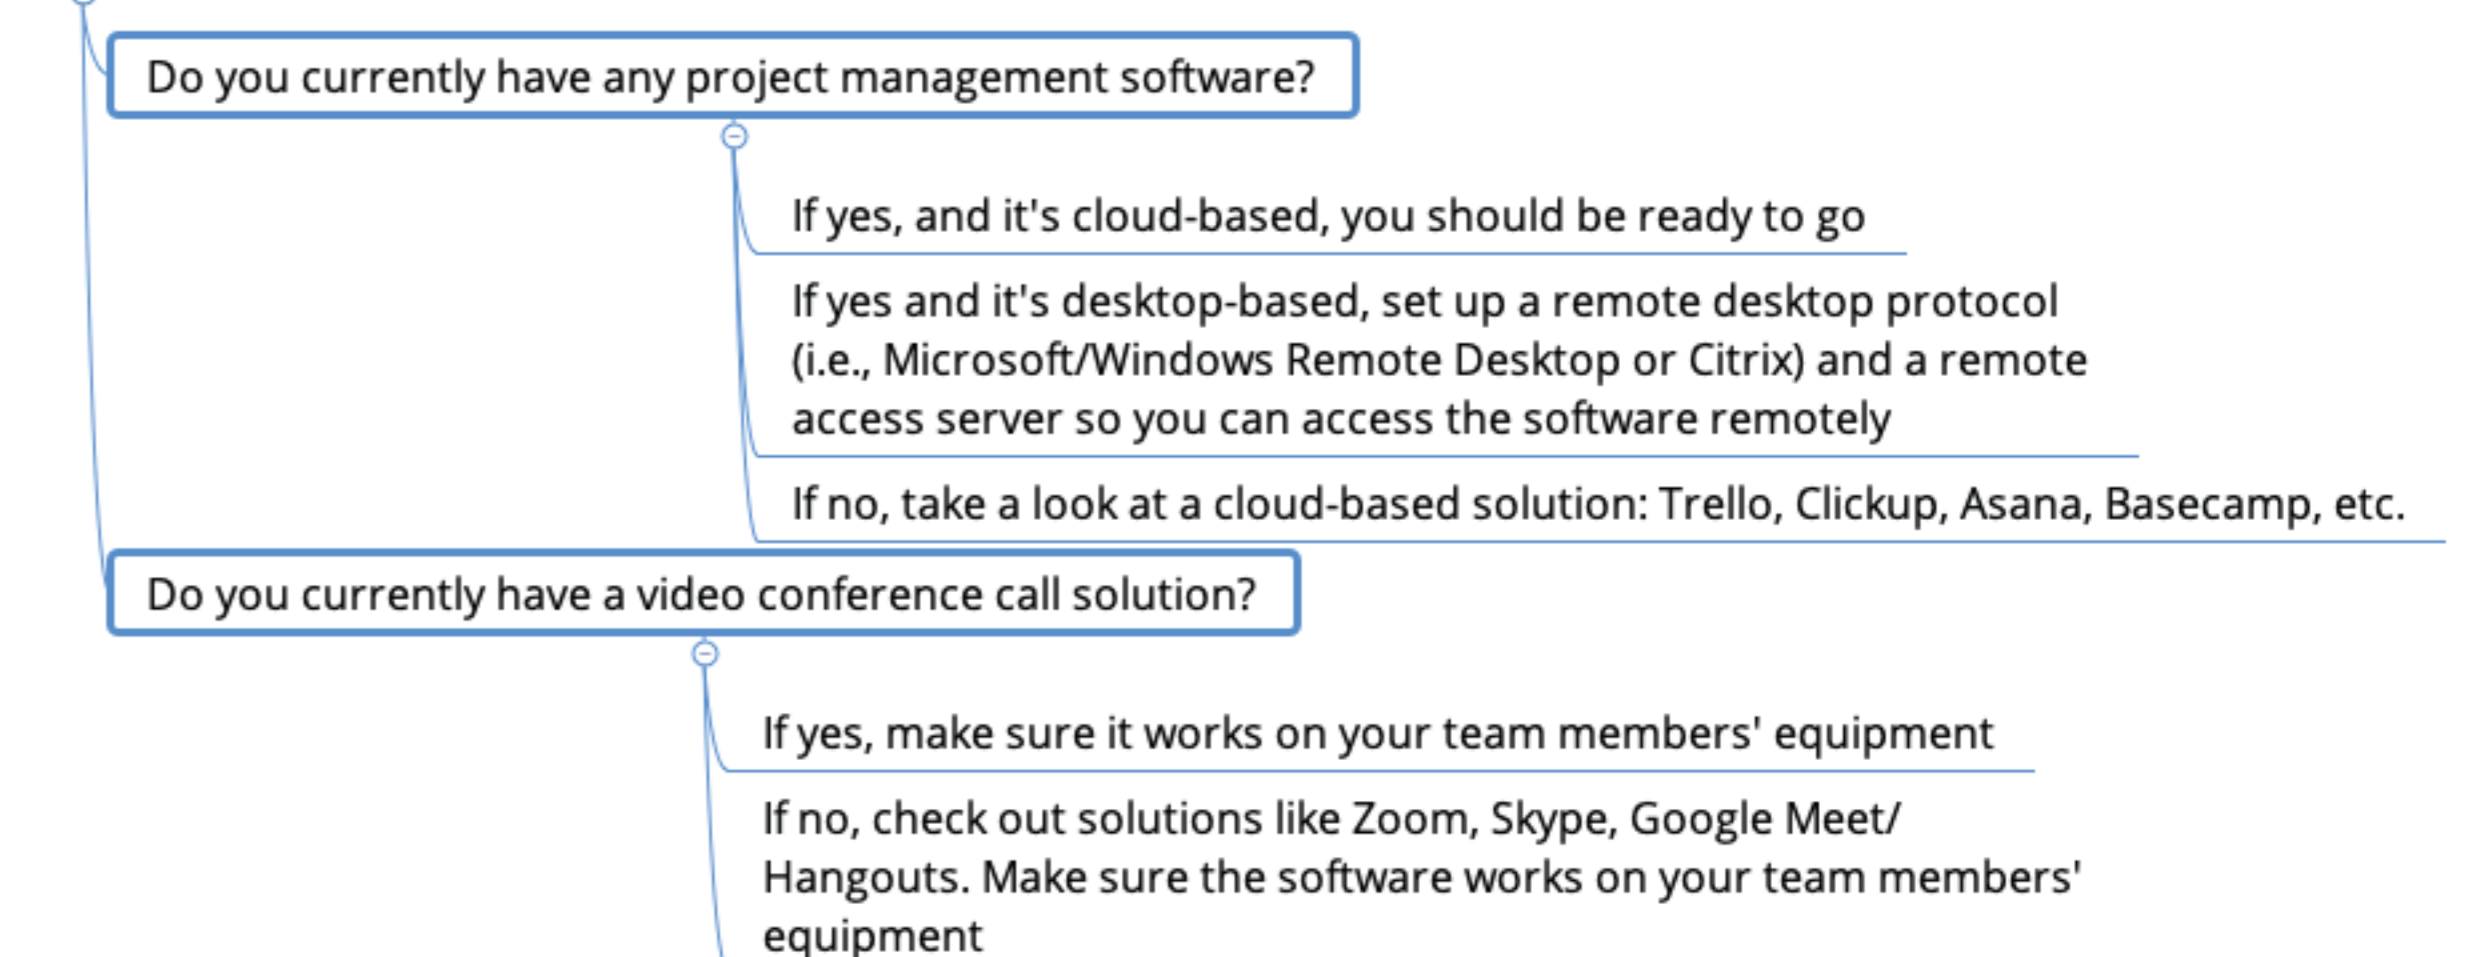 Do you currently have any project management software?
If yes, and it's cloud-based, you should be ready to go
If yes and it's desktop-based, set up a remote desktop protocol
(i.e., Microsoft/Windows Remote Desktop or Citrix) and a remote
access server so you can access the software remotely
If no, take a look at a cloud-based solution: Trello, Clickup, Asana, Basecamp, etc.
Do you currently have a video conference call solution?
If yes, make sure it works on your team members' equipment
If no, check out solutions like Zoom, Skype, Google Meet/
Hangouts. Make sure the software works on your team members'
equipment